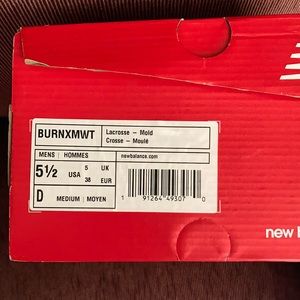 BURNXMWT
Lacrosse - Mold
Crosse - Moulé
MENS | HOMMES
newbalance.com
5½ USA 5 UK
38 EUR
D MEDIUM | MOYEN
1 91264 49307 0
new b